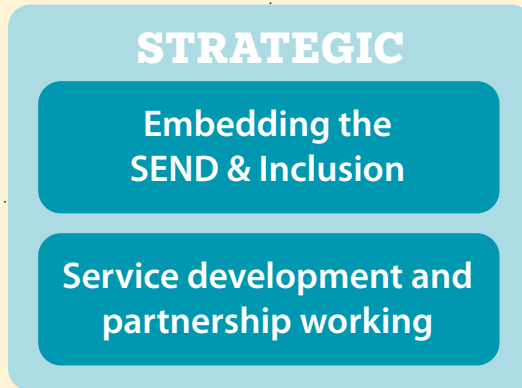 STRATEGIC
Embedding the
SEND & Inclusion
Service development and
partnership working